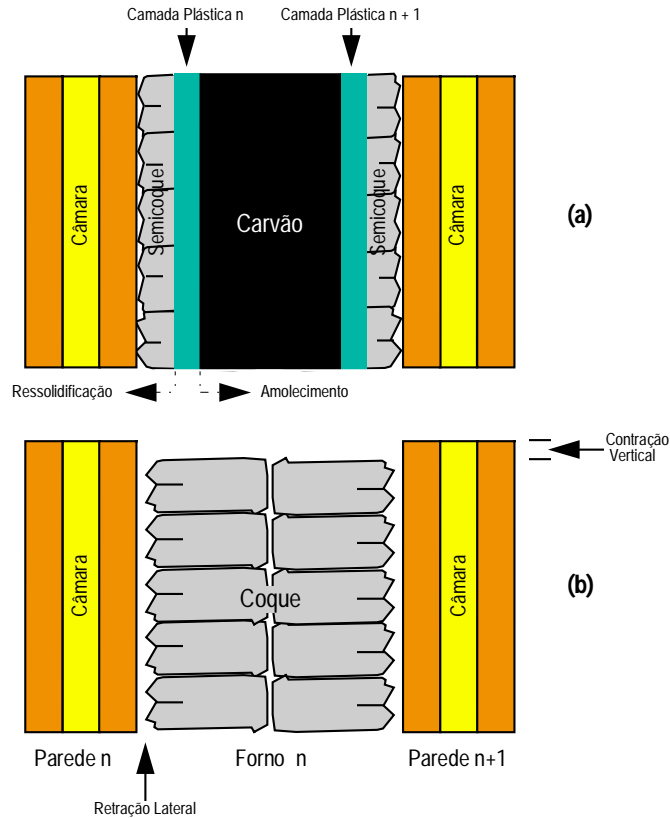 Camada Plástica n
Camada Plástica n + 1
Câmara
Semicoque
Carvão
Semicoque
Câmara
(a)
Ressolidificação
Amolecimento
Contração
Vertical
Câmara
Coque
Câmara
(b)
Parede n
Forno n
Parede n+1
Retração Lateral